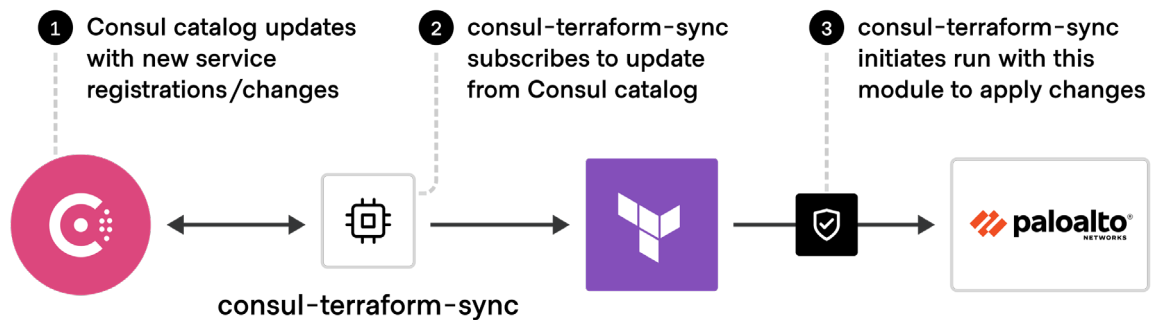 1
Consul catalog updates
with new service
registrations/changes
2
consul-terraform-sync
subscribes to update
from Consul catalog
3
consul-terraform-sync
initiates run with this
module to apply changes
consul-terraform-sync
paloalto®
NETWORKS